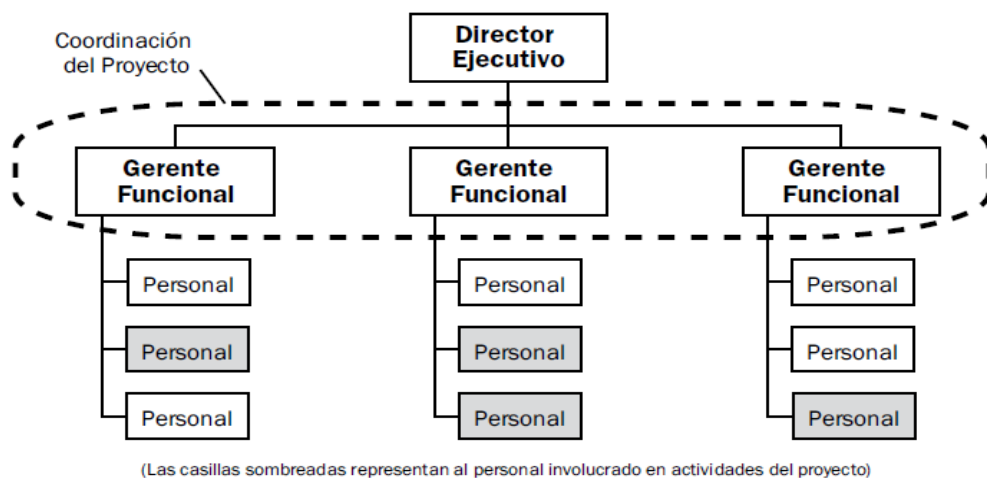 Coordinación
del Proyecto
Director
Ejecutivo
Gerente
Funcional
Gerente
Funcional
Gerente
Funcional
Personal
Personal
Personal
Personal
Personal
Personal
Personal
Personal
Personal
(Las casillas sombreadas representan al personal involucrado en actividades del proyecto)